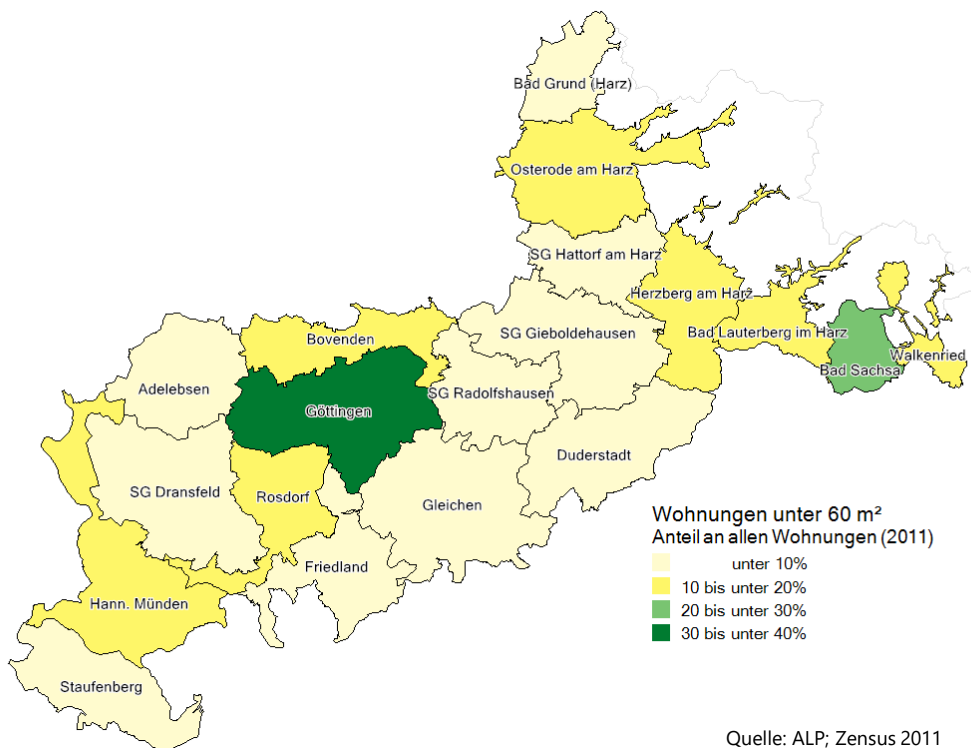 Bad Grund (Harz)
Osterode am Harz
SG Hattorf am Harz
Herzberg am Harz
SG Gieboldehausen
Bad Lauterberg im Harz
Bovenden
Walkenried
Bad Sachsa
Adelebsen
SG Radolfshausen
Göttingen
Duderstadt
SG Dransfeld
Rosdorf
Gleichen
Friedland
Hann. Münden
Staufenberg
Wohnungen unter 60 m²
Anteil an allen Wohnungen (2011)
unter 10%
10 bis unter 20%
20 bis unter 30%
30 bis unter 40%
Quelle: ALP; Zensus 2011